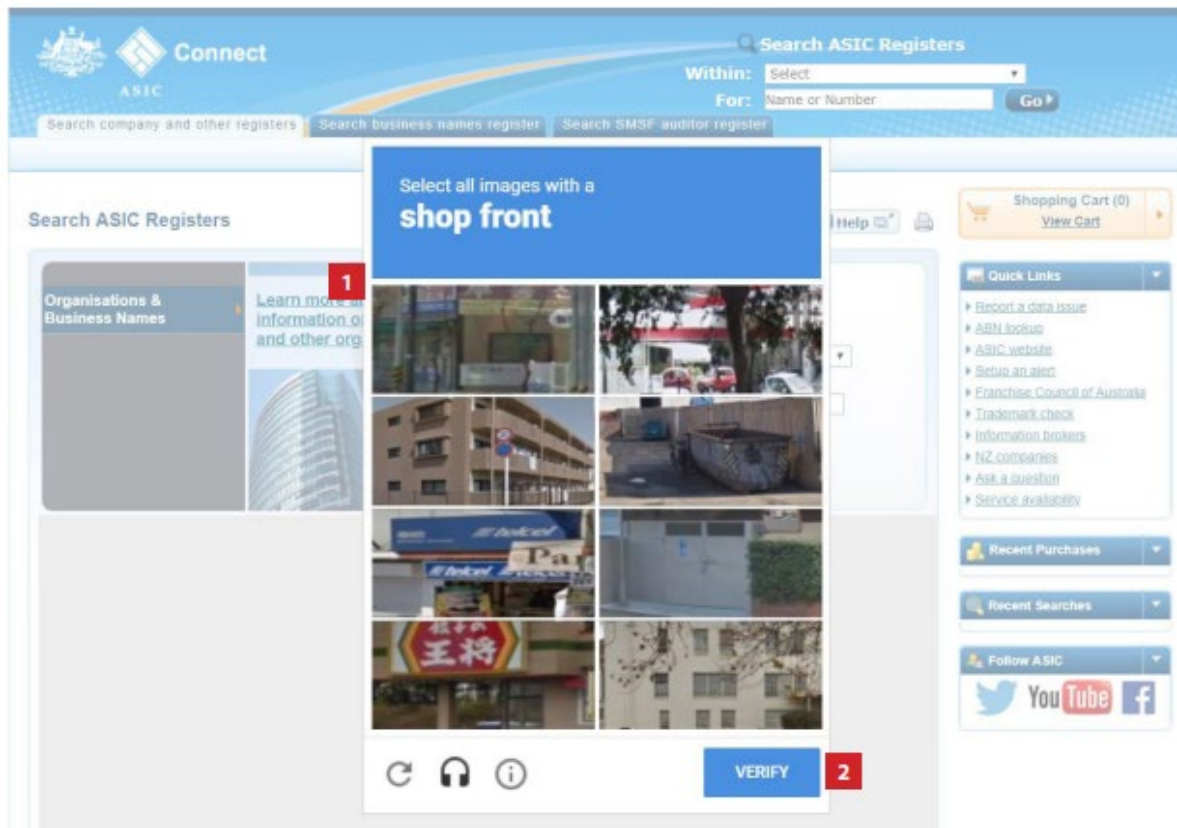 Connect
ASIC
Search ASIC Registers
Within: Select
For: Name or Number Go
Search company and other registers Search business names register Search SMSF auditor register
Select all images with a
shop front
Search ASIC Registers
Help
Shopping Cart (0)
View Cart
1
Organisations &
Business Names
Learn more
information
and other
Quick Links
Report a data issue
ABN lookup
ASIC website
Setup an alert
Franchise Council of Australia
Trademark check
Information brokers
NZ companies
Ask a question
Service availability
telcel
telcel
餃子の
王将
Recent Purchases
Recent Searches
Follow ASIC
YouTube
VERIFY 2